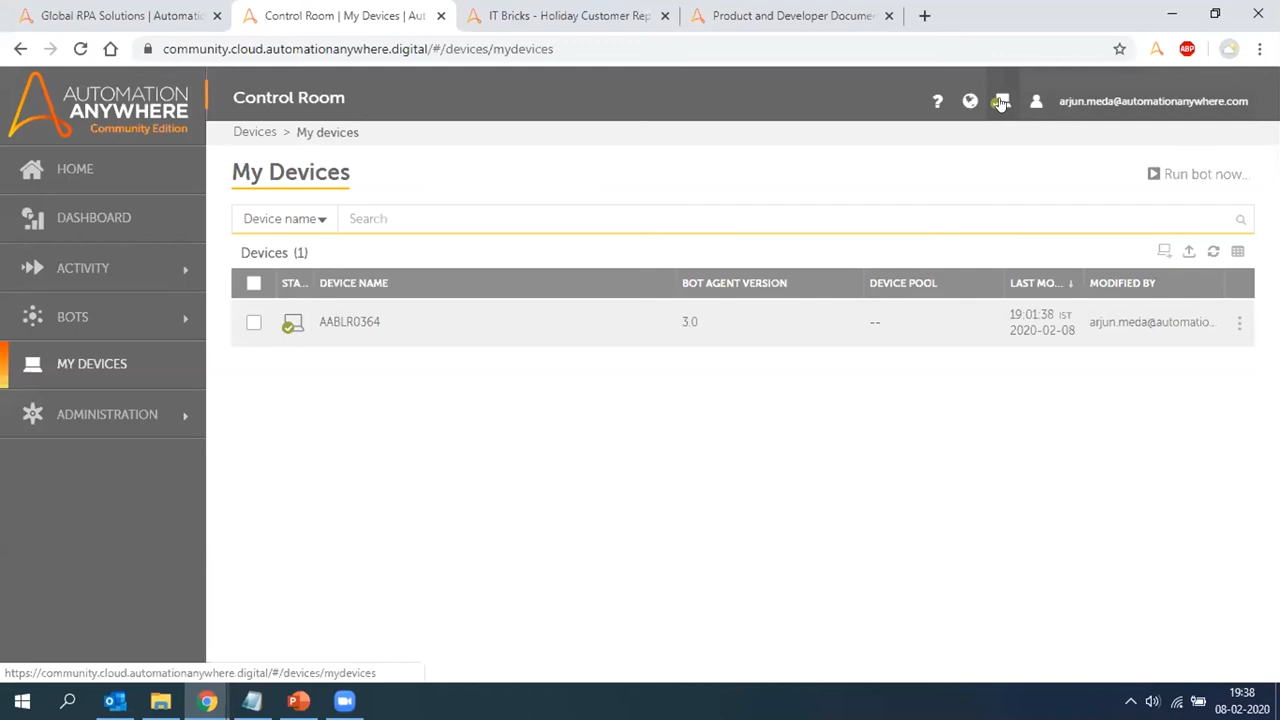 Global RPA Solutions | Automatic
Control Room | My Devices | Aut
IT Bricks - Holiday Customer Rep
Product and Developer Documen
community.cloud.automationanywhere.digital/#/devices/mydevices
ABP
AUTOMATION
ANYWHERE
Community Edition
Control Room
?
arjun.meda@automationanywhere.com
Devices > My devices
HOME
DASHBOARD
ACTIVITY
BOTS
MY DEVICES
ADMINISTRATION
My Devices
Run bot now...
Device name
Search
Devices (1)
STA... DEVICE NAME BOT AGENT VERSION DEVICE POOL LAST MO... MODIFIED BY
AABLR0364 3.0 -- 19:01:38 IST arjun.meda@automatio...
2020-02-08
https://community.cloud.automationanywhere.digital/#/devices/mydevices
19:38
08-02-2020